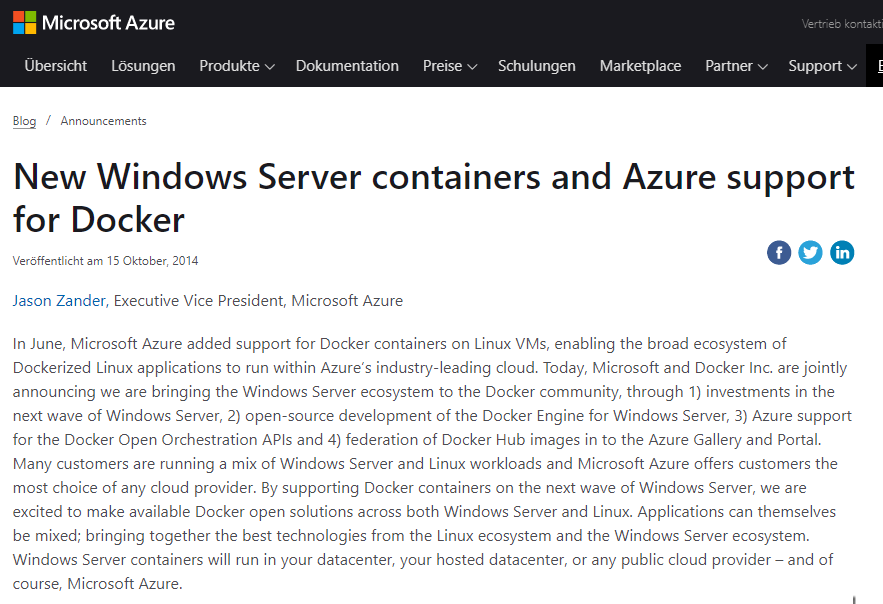 Microsoft Azure
Vertrieb kontakti
Übersicht Lösungen Produkte Dokumentation Preise Schulungen Marketplace Partner Support
Blog / Announcements
New Windows Server containers and Azure support
for Docker
Veröffentlicht am 15 Oktober, 2014
Jason Zander, Executive Vice President, Microsoft Azure
In June, Microsoft Azure added support for Docker containers on Linux VMs, enabling the broad ecosystem of
Dockerized Linux applications to run within Azure's industry-leading cloud. Today, Microsoft and Docker Inc. are jointly
announcing we are bringing the Windows Server ecosystem to the Docker community, through 1) investments in the
next wave of Windows Server, 2) open-source development of the Docker Engine for Windows Server, 3) Azure support
for the Docker Open Orchestration APIs and 4) federation of Docker Hub images in to the Azure Gallery and Portal.
Many customers are running a mix of Windows Server and Linux workloads and Microsoft Azure offers customers the
most choice of any cloud provider. By supporting Docker containers on the next wave of Windows Server, we are
excited to make available Docker open solutions across both Windows Server and Linux. Applications can themselves
be mixed; bringing together the best technologies from the Linux ecosystem and the Windows Server ecosystem.
Windows Server containers will run in your datacenter, your hosted datacenter, or any public cloud provider – and of
course, Microsoft Azure.